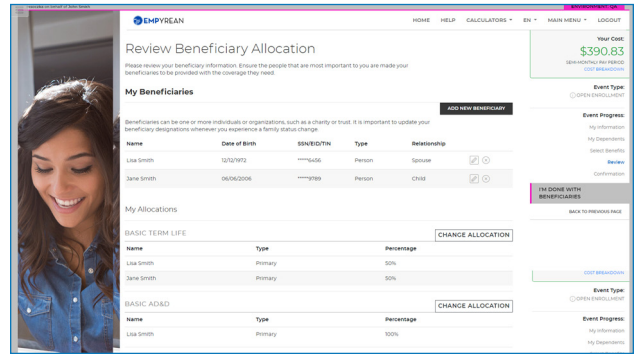 ENVIRONMENT: QA
EMPYREAN
HOME HELP CALCULATORS EN MAIN MENU LOGOUT
Review Beneficiary Allocation
Please review your beneficiary information. Ensure the people that are most important to you are made your
beneficiaries to be provided with the coverage they need.
My Beneficiaries
ADD NEW BENEFICIARY
Beneficiaries can be one or more individuals or organizations, such as a charity or trust. It is important to update your
beneficiary designations whenever you experience a family status change.
Name Date of Birth SSN/EID/TIN Type Relationship
Lisa Smith 12/12/1972 *****6456 Person Spouse
Jane Smith 06/06/2006 *****9789 Person Child
My Allocations
BASIC TERM LIFE
CHANGE ALLOCATION
Name Type Percentage
Lisa Smith Primary 50%
Jane Smith Primary 50%
BASIC AD&D
CHANGE ALLOCATION
Name Type Percentage
Lisa Smith Primary 100%
Your Cost:
$390.83
SEMI-MONTHLY PAY PERIOD
COST BREAKDOWN
Event Type:
OPEN ENROLLMENT
Event Progress:
My Information
My Dependents
Select Benefits
Review
Confirmation
I'M DONE WITH
BENEFICIARIES
BACK TO PREVIOUS PAGE
COST BREAKDOWN
Event Type:
OPEN ENROLLMENT
Event Progress:
My Information
My Dependents